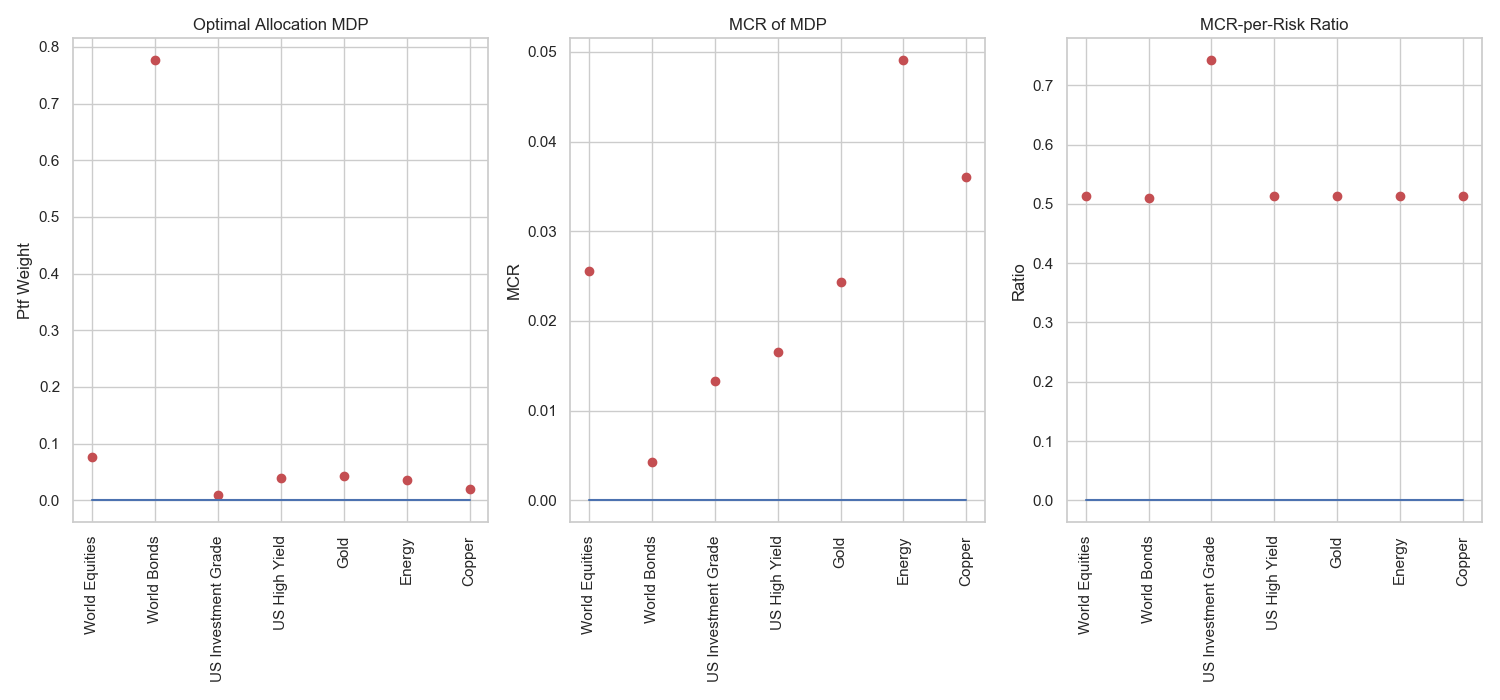 Optimal Allocation MDP
Ptf Weight
0.8
0.7
0.6
0.5
0.4
0.3
0.2
0.1
0.0
World Equities
World Bonds
US Investment Grade
US High Yield
Gold
Energy
Copper
MCR of MDP
MCR
0.05
0.04
0.03
0.02
0.01
0.00
World Equities
World Bonds
US Investment Grade
US High Yield
Gold
Energy
Copper
MCR-per-Risk Ratio
Ratio
0.7
0.6
0.5
0.4
0.3
0.2
0.1
0.0
World Equities
World Bonds
US Investment Grade
US High Yield
Gold
Energy
Copper